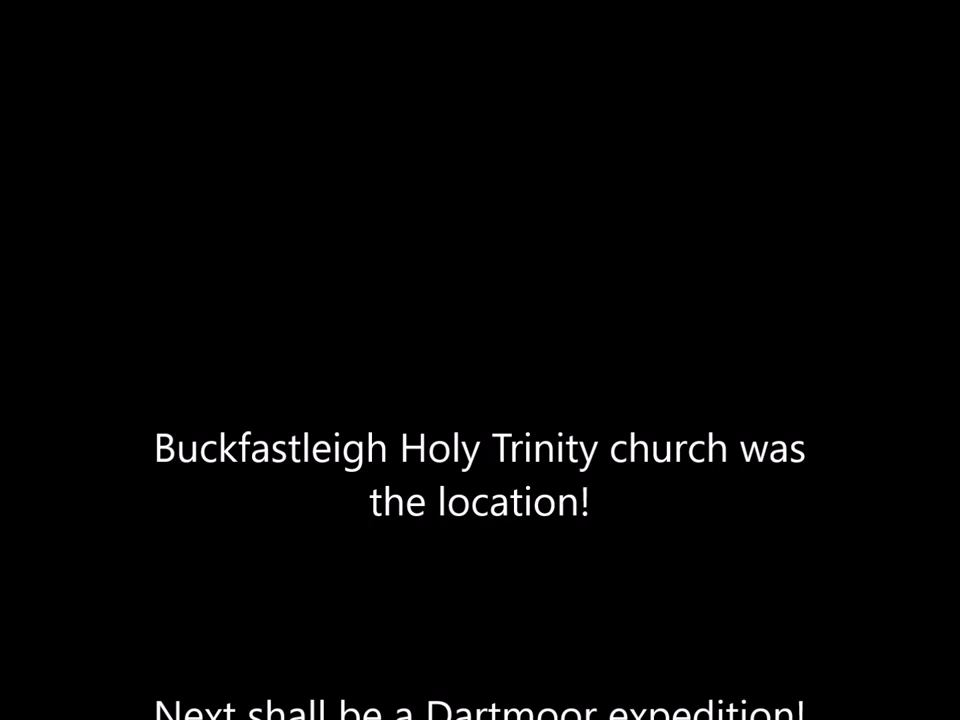 Buckfastleigh Holy Trinity church was
the location!
Next shall be a Dartmoor expedition!